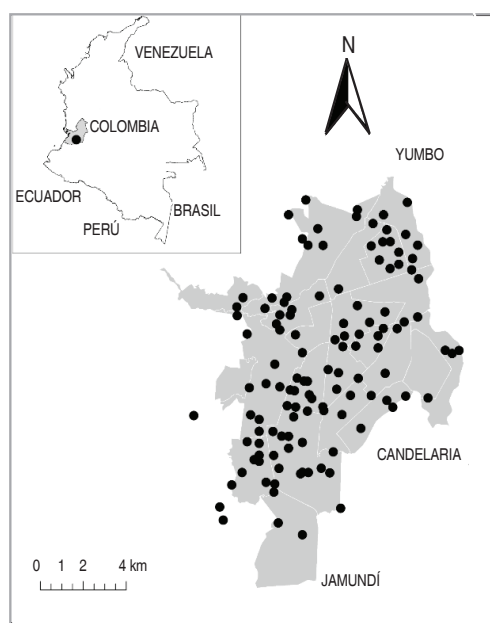 VENEZUELA
COLOMBIA
ECUADOR
BRASIL
PERÚ
N
YUMBO
CANDELARIA
0 1 2 4 km
JAMUNDÍ